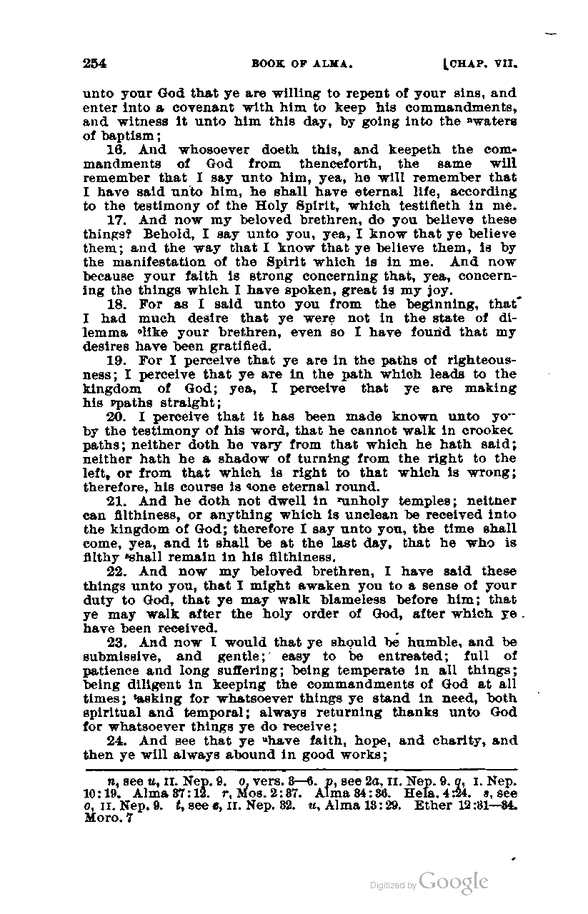 254 BOOK OF ALMA. [CHAP. VII.
unto your God that ye are willing to repent of your sins, and
enter into a covenant with him to keep his commandments,
and witness it unto him this day, by going into the ⁿwaters
of baptism;
16. And whosoever doeth this, and keepeth the com-
mandments of God from thenceforth, the same will
remember that I say unto him, yea, he will remember that
I have said unto him, he shall have eternal life, according
to the testimony of the Holy Spirit, which testifieth in me.
17. And now my beloved brethren, do you believe these
things? Behold, I say unto you, yea, I know that ye believe
them; and the way that I know that ye believe them, is by
the manifestation of the Spirit which is in me. And now
because your faith is strong concerning that, yea, concern-
ing the things which I have spoken, great is my joy.
18. For as I said unto you from the beginning, that
I had much desire that ye were not in the state of di-
lemma ᵒlike your brethren, even so I have found that my
desires have been gratified.
19. For I perceive that ye are in the paths of righteous-
ness; I perceive that ye are in the path which leads to the
kingdom of God; yea, I perceive that ye are making
his ᵖpaths straight;
20. I perceive that it has been made known unto yo
by the testimony of his word, that he cannot walk in crooked
paths; neither doth he vary from that which he hath said;
neither hath he a shadow of turning from the right to the
left, or from that which is right to that which is wrong;
therefore, his course is qone eternal round.
21. And he doth not dwell in ʳunholy temples; neither
can filthiness, or anything which is unclean be received into
the kingdom of God; therefore I say unto you, the time shall
come, yea, and it shall be at the last day, that he who is
filthy ˢshall remain in his filthiness.
22. And now my beloved brethren, I have said these
things unto you, that I might awaken you to a sense of your
duty to God, that ye may walk blameless before him; that
ye may walk after the holy order of God, after which ye
have been received.
23. And now I would that ye should be humble, and be
submissive, and gentle; easy to be entreated; full of
patience and long suffering; being temperate in all things;
being diligent in keeping the commandments of God at all
times; ᵗasking for whatsoever things ye stand in need, both
spiritual and temporal; always returning thanks unto God
for whatsoever things ye do receive;
24. And see that ye ᵘhave faith, hope, and charity, and
then ye will always abound in good works;
n, see u, II. Nep. 9. o, vers. 3—6. p, see 2a, II. Nep. 9. q, I. Nep.
10:19. Alma 37:12. r, Mos. 2:37. Alma 34:36. Hela. 4:24. s, see
o, II. Nep. 9. t, see e, II. Nep. 32. u, Alma 13:29. Ether 12:31—34.
Moro. 7
Digitized by Google